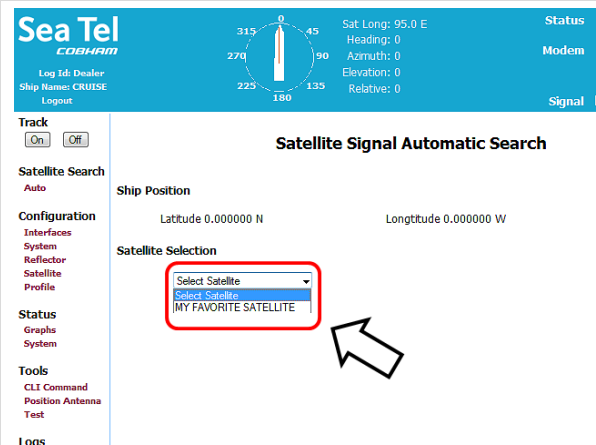 Sea Tel
COBHAM
Log Id: Dealer
Ship Name: CRUISE
Logout
0
45
90
135
180
225
270
315
Sat Long: 95.0 E
Heading: 0
Azimuth: 0
Elevation: 0
Relative: 0
Status
Modem
Signal
Track
On Off
Satellite Search
Auto
Configuration
Interfaces
System
Reflector
Satellite
Profile
Status
Graphs
System
Tools
CLI Command
Position Antenna
Test
Logs
Satellite Signal Automatic Search
Ship Position
Latitude 0.000000 N Longtitude 0.000000 W
Satellite Selection
Select Satellite
Select Satellite
MY FAVORITE SATELLITE